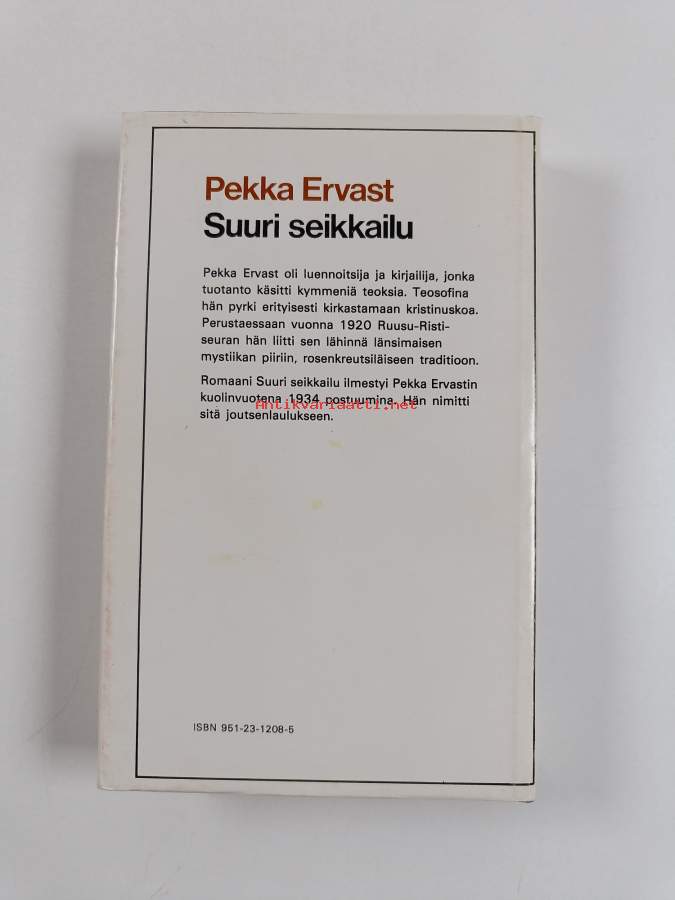 Pekka Ervast
Suuri seikkailu
Pekka Ervast oli luennoitsija ja kirjailija, jonka
tuotanto käsitti kymmeniä teoksia. Teosofina
hän pyrki erityisesti kirkastamaan kristinuskoa.
Perustaessaan vuonna 1920 Ruusu-Risti-
seuran hän liitti sen lähinnä länsimaisen
mystiikan piiriin, rosenkreutsiläiseen traditioon.
Romaani Suuri seikkailu ilmestyi Pekka Ervastin
kuolinvuotena 1934 postuumina. Hän nimitti
Antikvariaatti.net
sitä joutsenlaulukseen.
ISBN 951-23-1208-5